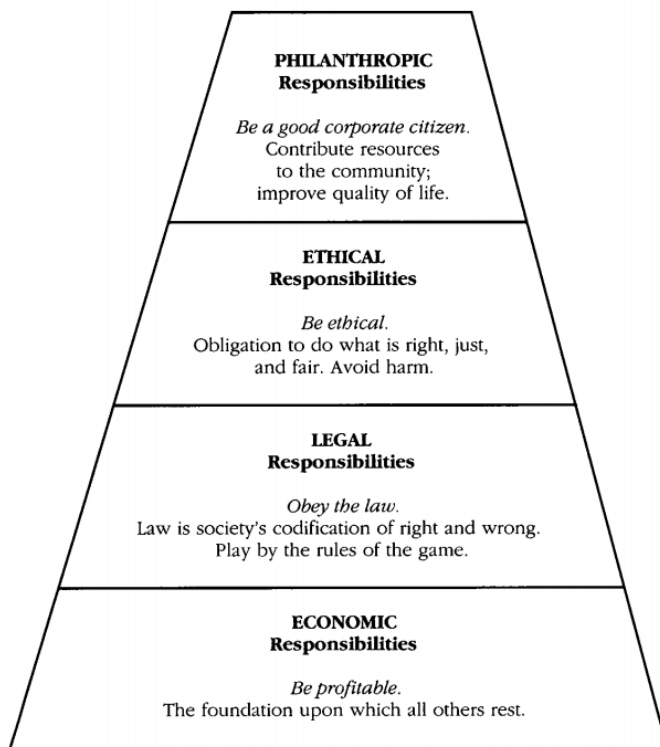 PHILANTHROPIC
Responsibilities
Be a good corporate citizen.
Contribute resources
to the community;
improve quality of life.
ETHICAL
Responsibilities
Be ethical.
Obligation to do what is right, just,
and fair. Avoid harm.
LEGAL
Responsibilities
Obey the law.
Law is society's codification of right and wrong.
Play by the rules of the game.
ECONOMIC
Responsibilities
Be profitable.
The foundation upon which all others rest.